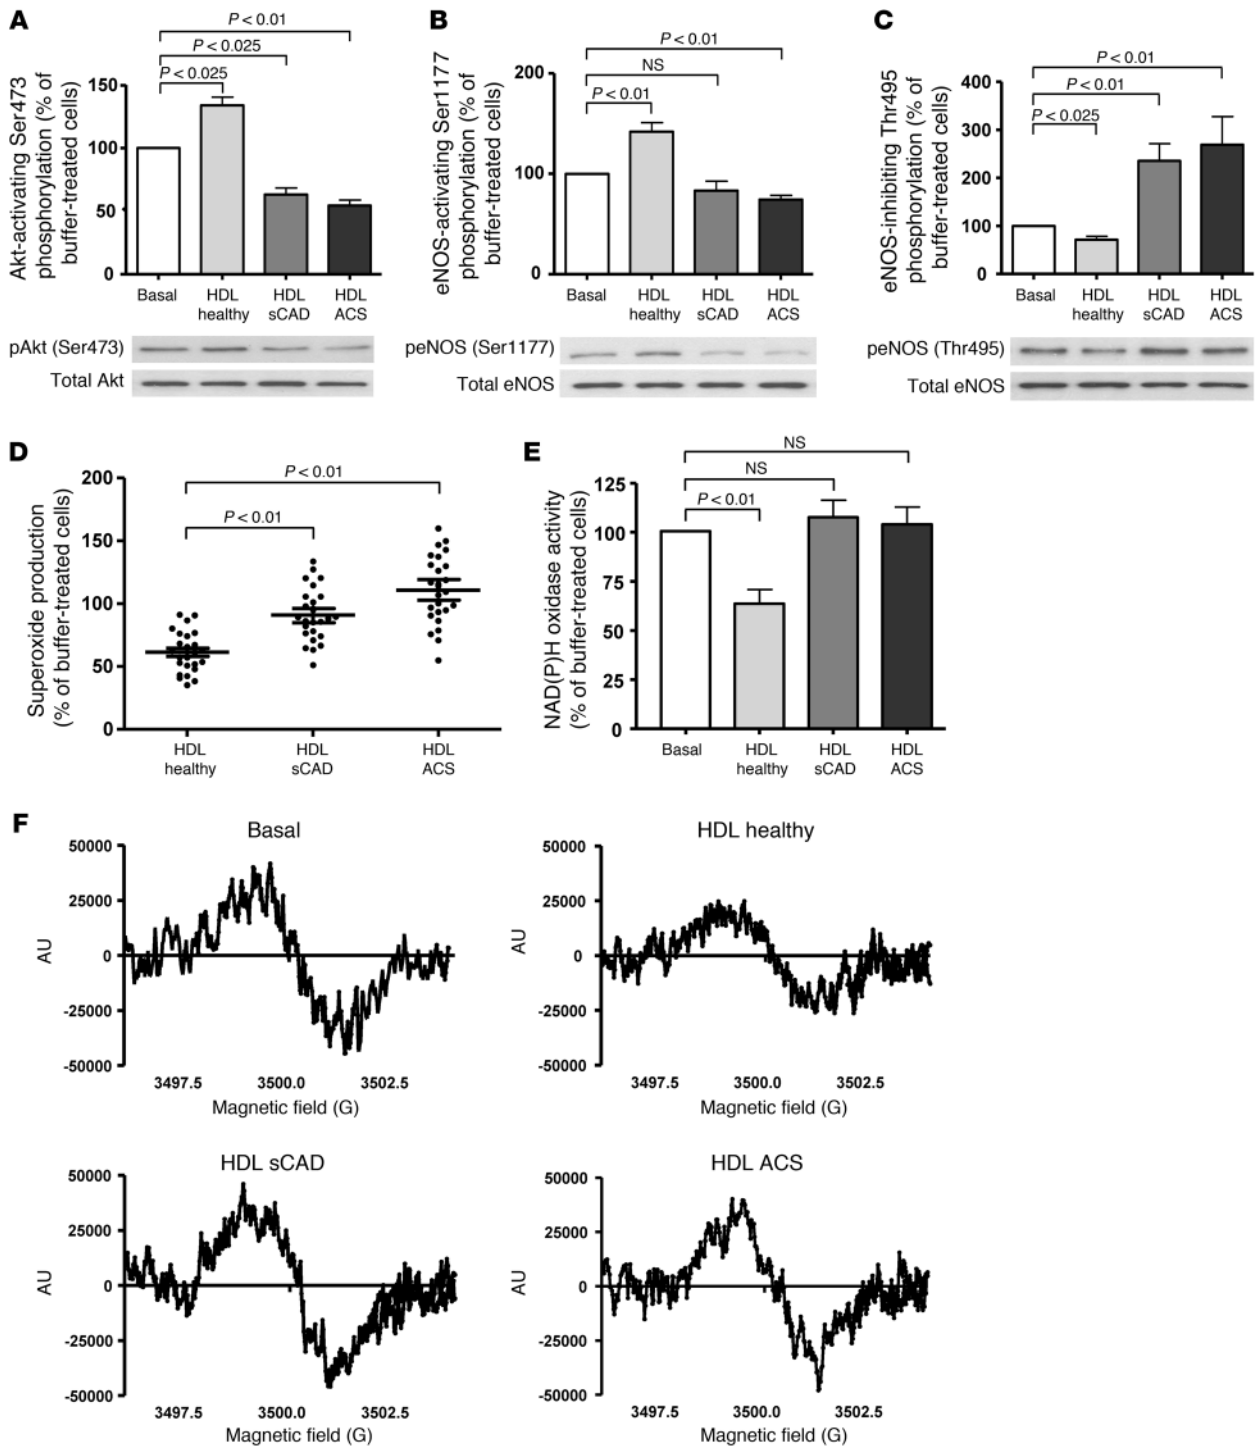 A
P < 0.01
P < 0.025
P < 0.025
Akt-activating Ser473
phosphorylation (% of
buffer-treated cells)
150
100
50
0
Basal
HDL
healthy
HDL
sCAD
HDL
ACS
pAkt (Ser473)
Total Akt
B
P < 0.01
NS
P < 0.01
eNOS-activating Ser1177
phosphorylation (% of
buffer-treated cells)
200
100
0
Basal
HDL
healthy
HDL
sCAD
HDL
ACS
peNOS (Ser1177)
Total eNOS
C
P < 0.01
P < 0.01
P < 0.025
eNOS-inhibiting Thr495
phosphorylation (% of
buffer-treated cells)
400
300
200
100
0
Basal
HDL
healthy
HDL
sCAD
HDL
ACS
peNOS (Thr495)
Total eNOS
D
P < 0.01
P < 0.01
Superoxide production
(% of buffer-treated cells)
200
150
100
50
0
HDL
healthy
HDL
sCAD
HDL
ACS
E
NS
NS
P < 0.01
NAD(P)H oxidase activity
(% of buffer-treated cells)
125
100
75
50
25
0
Basal
HDL
healthy
HDL
sCAD
HDL
ACS
F
Basal
AU
50000
25000
0
-25000
-50000
3497.5
3500.0
3502.5
Magnetic field (G)
HDL healthy
AU
50000
25000
0
-25000
-50000
3497.5
3500.0
3502.5
Magnetic field (G)
HDL sCAD
AU
50000
25000
0
-25000
-50000
3497.5
3500.0
3502.5
Magnetic field (G)
HDL ACS
AU
50000
25000
0
-25000
-50000
3497.5
3500.0
3502.5
Magnetic field (G)